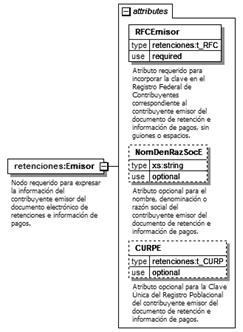 attributes
RFCEmisor
type retenciones:t_RFC
use required
Atributo requerido para
incorporar la clave en el
Registro Federal de
Contribuyentes
correspondiente al
contribuyente emisor del
documento de retención e
información de pagos, sin
guiones o espacios.
retenciones:Emisor
Nodo requerido para expresar
la información del
contribuyente emisor del
documento electrónico de
retenciones e información de
pagos.
NomDenRazSocE
type xs:string
use optional
Atributo opcional para el
nombre, denominación o
razón social del
contribuyente emisor del
documento de retención e
información de pagos.
CURPE
type retenciones:t_CURP
use optional
Atributo opcional para la Clave
Unica del Registro Poblacional
del contribuyente emisor del
documento de retención e
información de pagos.